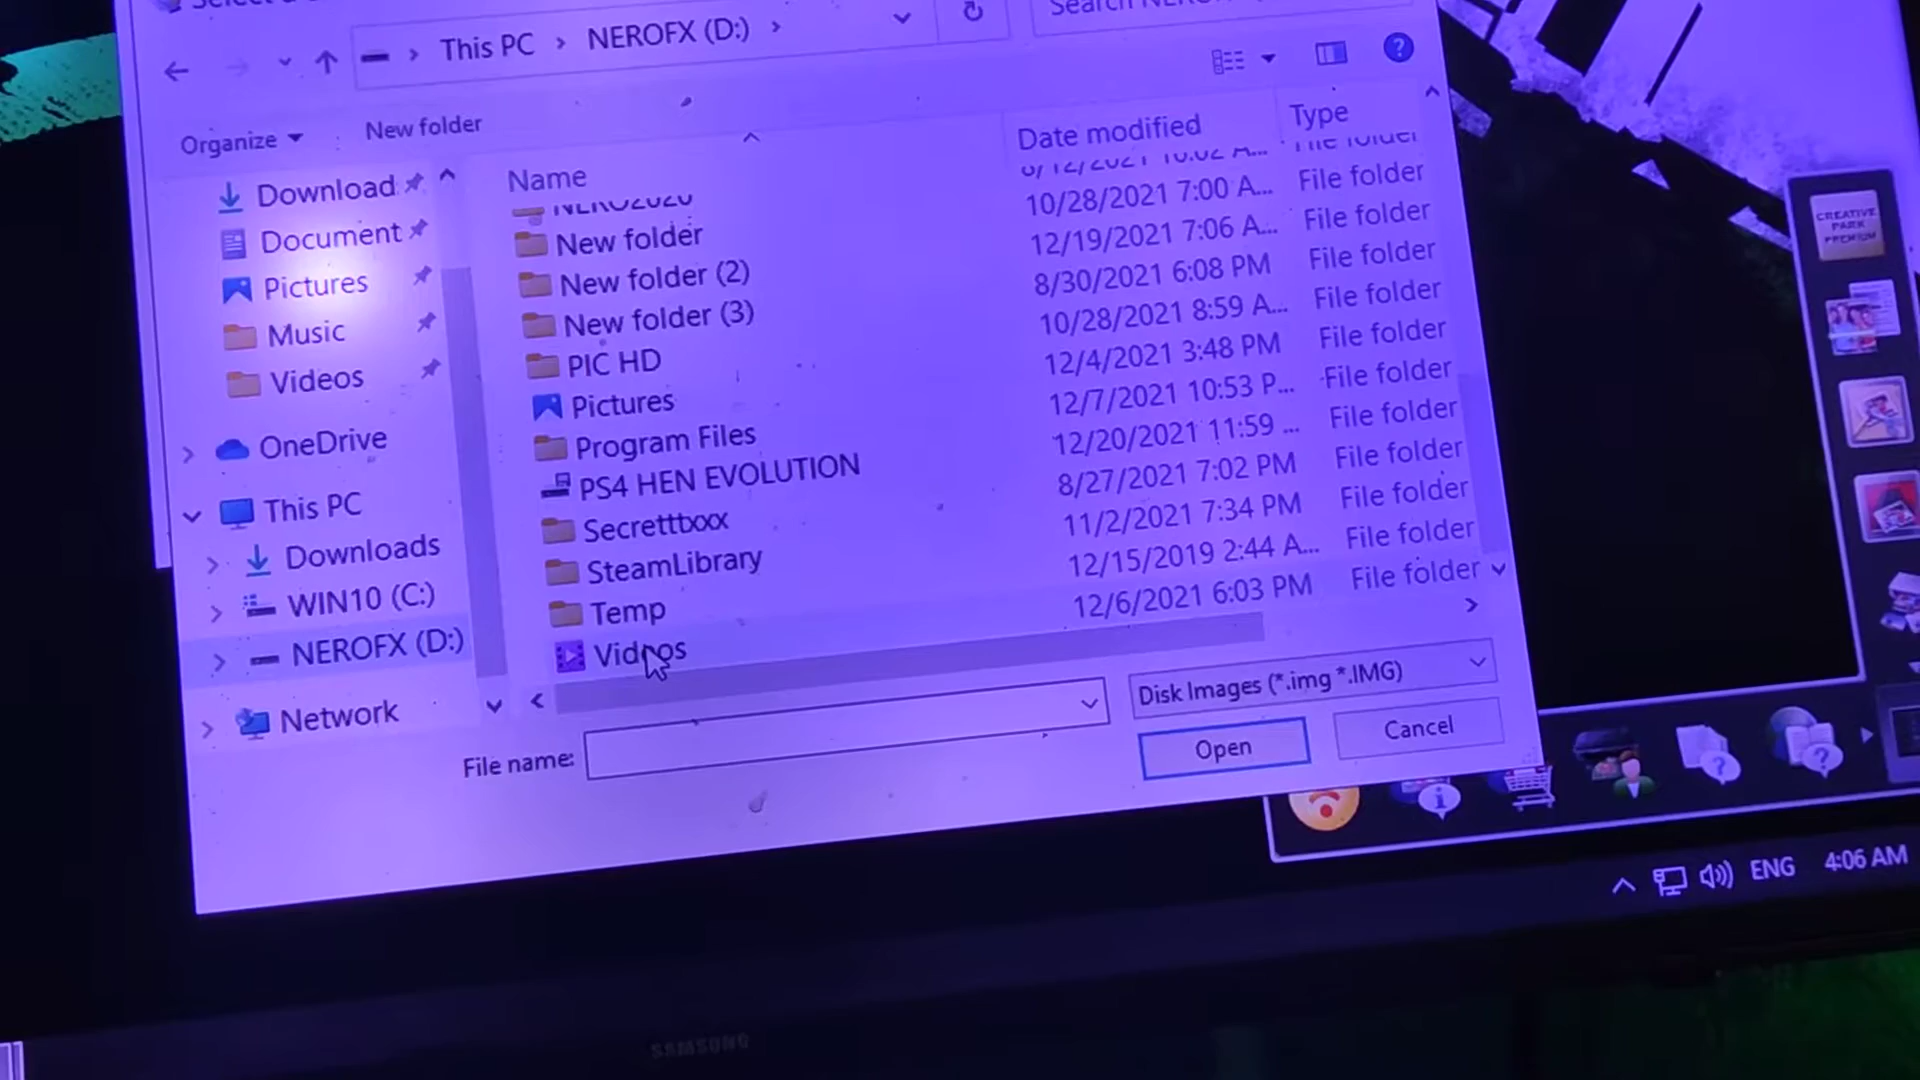 This PC > NEROFX (D:) >
Organize
New folder
Name
Date modified
Type
Download
Document
Pictures
Music
Videos
OneDrive
This PC
Downloads
WIN10 (C:)
NEROFX (D:)
Network
NERO2020
10/28/2021 7:00 A... File folder
New folder
12/19/2021 7:06 A... File folder
New folder (2)
8/30/2021 6:08 PM File folder
New folder (3)
10/28/2021 8:59 A... File folder
PIC HD
12/4/2021 3:48 PM File folder
Pictures
12/7/2021 10:53 P... File folder
Program Files
12/20/2021 11:59 ... File folder
PS4 HEN EVOLUTION
8/27/2021 7:02 PM File folder
Secretttxxx
11/2/2021 7:34 PM File folder
SteamLibrary
12/15/2019 2:44 A... File folder
Temp
12/6/2021 6:03 PM File folder
Videos
File name:
Disk Images (*.img *.IMG)
Open
Cancel
CREATIVE
PARK
PREMIUM
ENG 4:06 AM
SAMSUNG